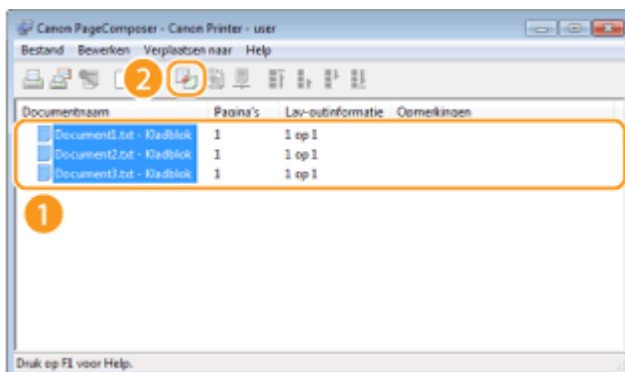 Canon PageComposer - Canon Printer - user
Bestand Bewerken Verplaatsen naar Help
2
Documentnaam Pagina's Lay-outinformatie Opmerkingen
Document1.txt - Kladblok 1 1 op 1
Document2.txt - Kladblok 1 1 op 1
Document3.txt - Kladblok 1 1 op 1
1
Druk op F1 voor Help.